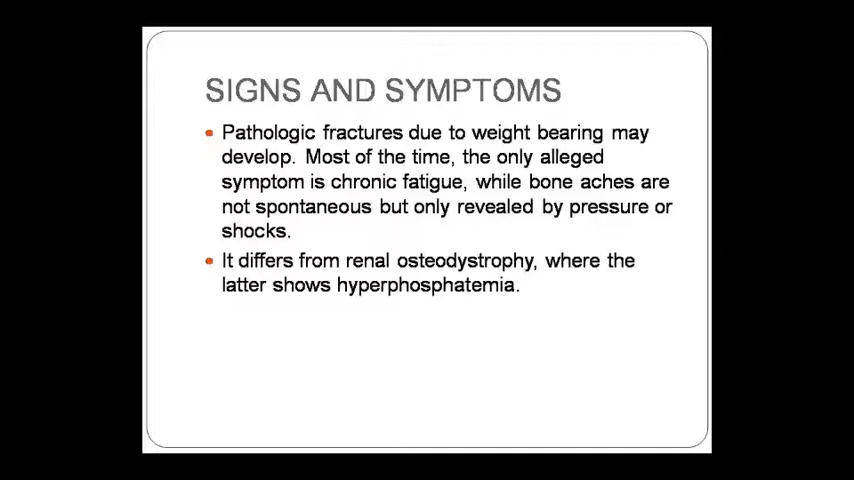 SIGNS AND SYMPTOMS
• Pathologic fractures due to weight bearing may
develop. Most of the time, the only alleged
symptom is chronic fatigue, while bone aches are
not spontaneous but only revealed by pressure or
shocks.
• It differs from renal osteodystrophy, where the
latter shows hyperphosphatemia.